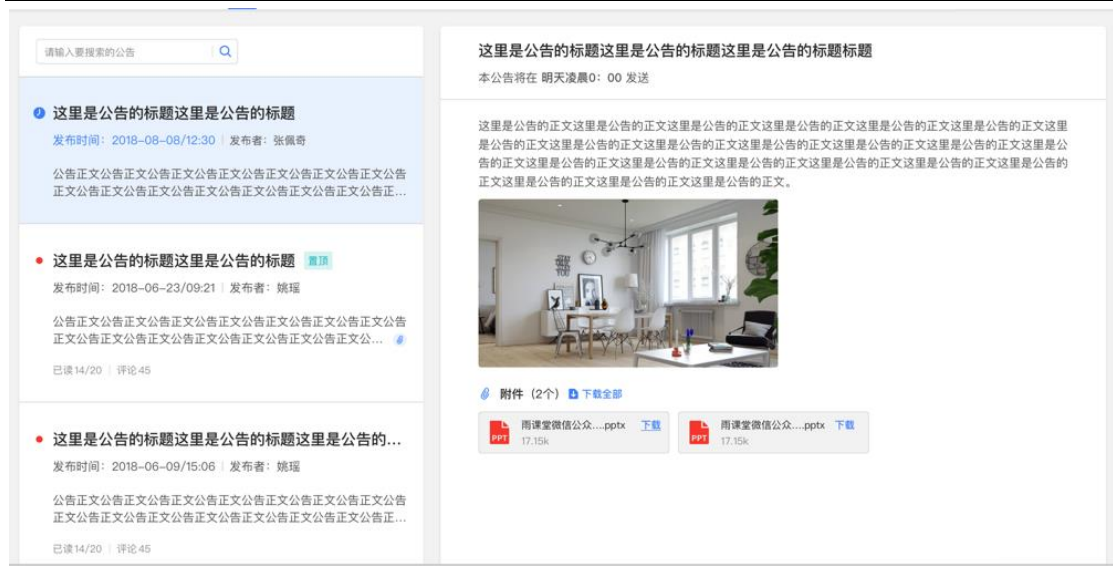 请输入要搜索的公告
这里是公告的标题这里是公告的标题
发布时间：2018-08-08/12:30 | 发布者：张佩奇
公告正文公告正文公告正文公告正文公告正文公告正文公告正文公告
正文公告正文公告正文公告正文公告正文公告正文公告正文公告正...
这里是公告的标题这里是公告的标题 置顶
发布时间：2018-06-23/09:21 | 发布者：姚瑶
公告正文公告正文公告正文公告正文公告正文公告正文公告正文公告
正文公告正文公告正文公告正文公告正文公告正文公告正文公...
已读14/20 | 评论45
这里是公告的标题这里是公告的标题这里是公告的...
发布时间：2018-06-09/15:06 | 发布者：姚瑶
公告正文公告正文公告正文公告正文公告正文公告正文公告正文公告
正文公告正文公告正文公告正文公告正文公告正文公告正文公告正...
已读14/20 | 评论45
这里是公告的标题这里是公告的标题这里是公告的标题标题
本公告将在 明天凌晨0：00 发送
这里是公告的正文这里是公告的正文这里是公告的正文这里是公告的正文这里是公告的正文这里是公告的正文这里
是公告的正文这里是公告的正文这里是公告的正文这里是公告的正文这里是公告的正文这里是公告的正文这里是公
告的正文这里是公告的正文这里是公告的正文这里是公告的正文这里是公告的正文这里是公告的正文这里是公告的
正文这里是公告的正文这里是公告的正文这里是公告的正文。
附件（2个） 下载全部
雨课堂微信公众....pptx 下载
PPT 17.15k
雨课堂微信公众....pptx 下载
PPT 17.15k